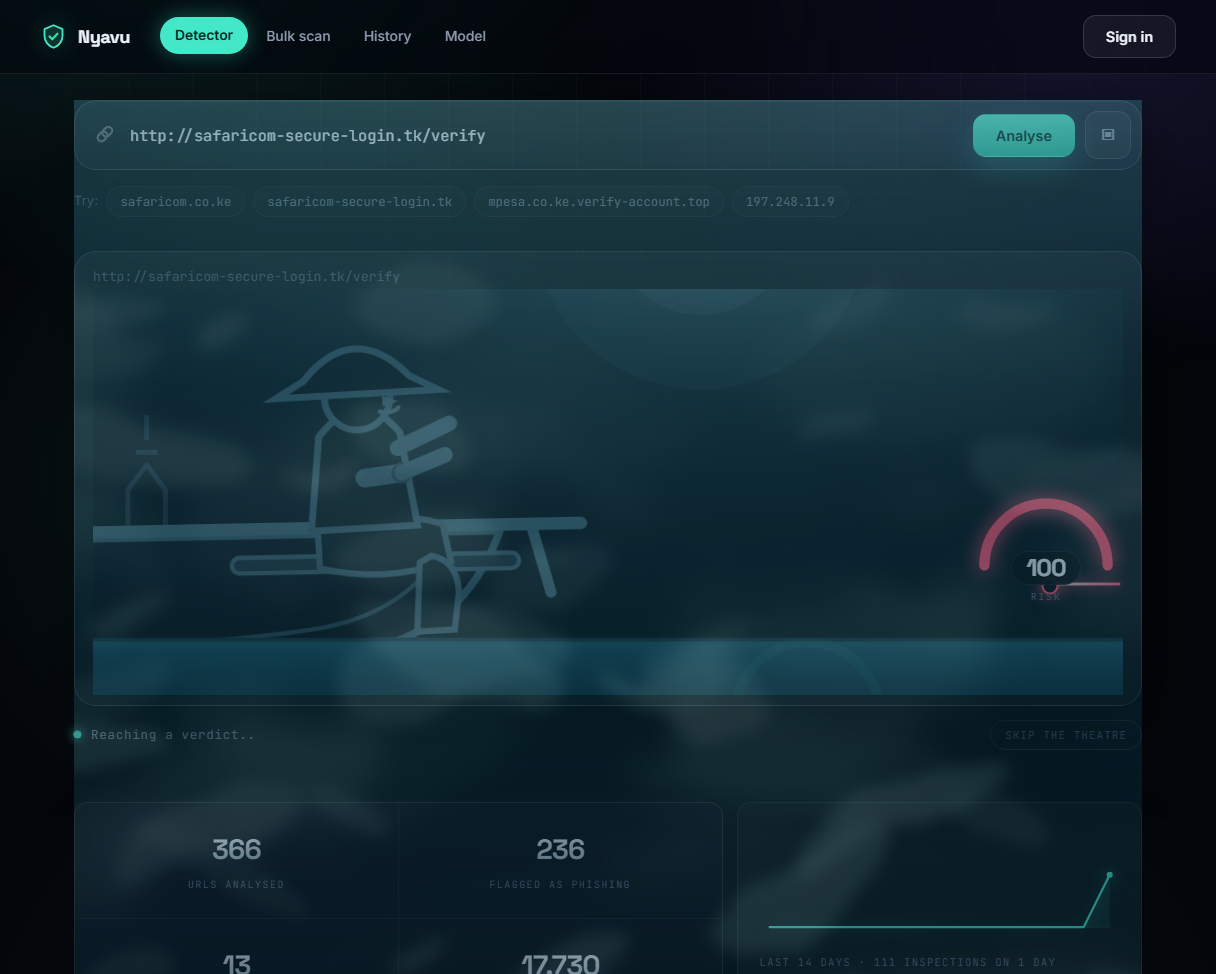 Nyavu Detector Bulk scan History Model Sign in
http://safaricom-secure-login.tk/verify Analyse
Try: safaricom.co.ke safaricom-secure-login.tk mpesa.co.ke.verify-account.top 197.248.11.9
http://safaricom-secure-login.tk/verify
100
RISK
Reaching a verdict.. SKIP THE THEATRE
366 236
URLS ANALYSED FLAGGED AS PHISHING
13 17,730
LAST 14 DAYS · 111 INSPECTIONS ON 1 DAY